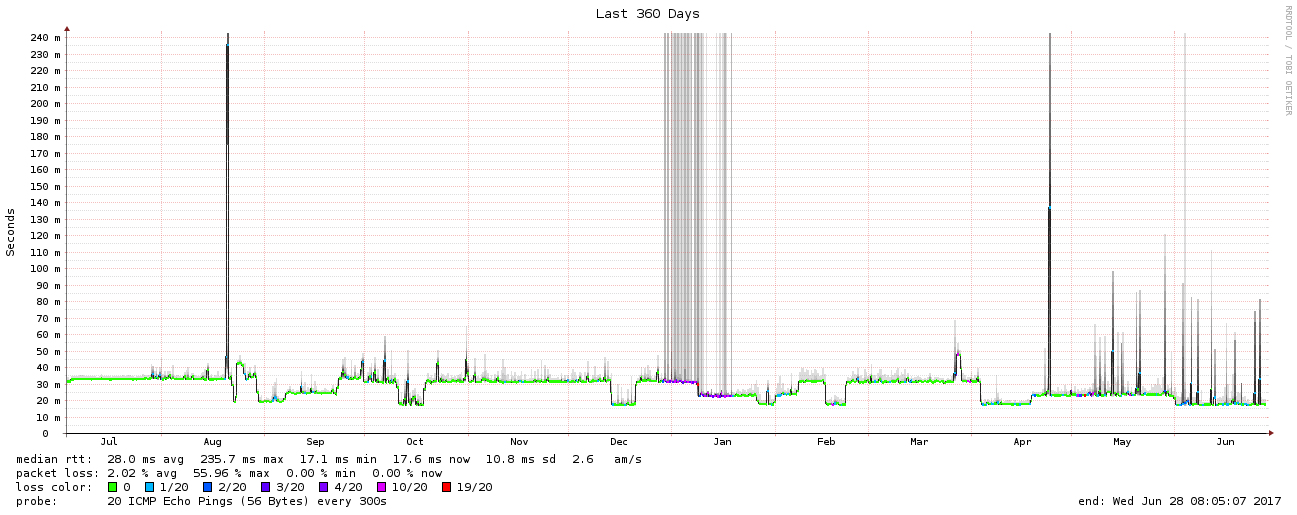 Last 360 Days
RRDTOOL / TOBI OETIKER
Seconds
240 m
230 m
220 m
210 m
200 m
190 m
180 m
170 m
160 m
150 m
140 m
130 m
120 m
110 m
100 m
90 m
80 m
70 m
60 m
50 m
40 m
30 m
20 m
10 m
0
Jul Aug Sep Oct Nov Dec Jan Feb Mar Apr May Jun
median rtt: 28.0 ms avg 235.7 ms max 17.1 ms min 17.6 ms now 10.8 ms sd 2.6 am/s
packet loss: 2.02 % avg 55.96 % max 0.00 % min 0.00 % now
loss color: 0 1/20 2/20 3/20 4/20 10/20 19/20
probe: 20 ICMP Echo Pings (56 Bytes) every 300s end: Wed Jun 28 08:05:07 2017